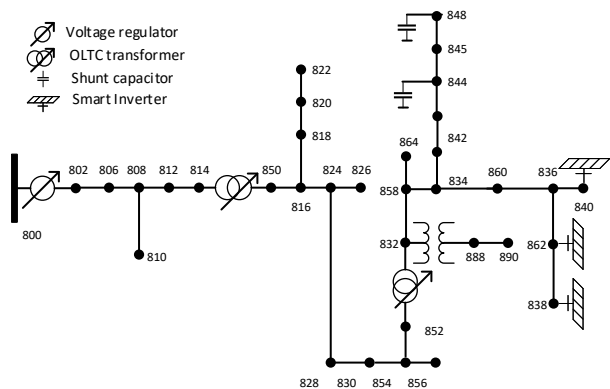 Voltage regulator
OLTC transformer
Shunt capacitor
Smart Inverter
848
845
844
842
822
820
818
864
802 806 808 812 814 850 824 826
816
858 834 860 836
840
800
810
832
888 890
862
838
852
828 830 854 856